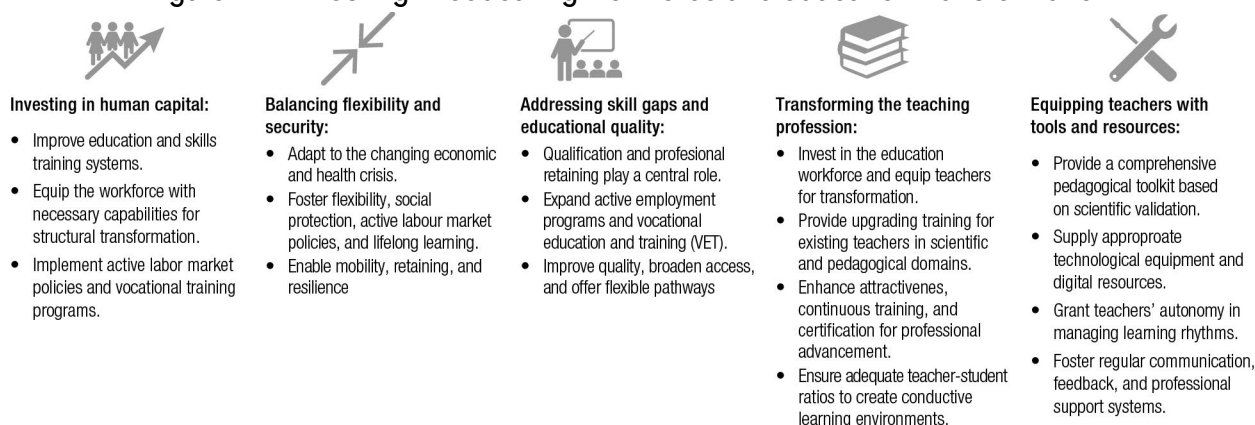 Investing in human capital:
• Improve education and skills
training systems.
• Equip the workforce with
necessary capabilities for
structural transformation.
• Implement active labor market
policies and vocational training
programs.
Balancing flexibility and
security:
• Adapt to the changing economic
and health crisis.
• Foster flexibility, social
protection, active labour market
policies, and lifelong learning.
• Enable mobility, retaining, and
resilience
Addressing skill gaps and
educational quality:
• Qualification and profesional
retaining play a central role.
• Expand active employment
programs and vocational
education and training (VET).
• Improve quality, broaden access,
and offer flexible pathways
Transforming the teaching
profession:
• Invest in the education
workforce and equip teachers
for transformation.
• Provide upgrading training for
existing teachers in scientific
and pedagogical domains.
• Enhance attractivenes,
continuous training, and
certification for professional
advancement.
• Ensure adequate teacher-student
ratios to create conductive
learning environments.
Equipping teachers with
tools and resources:
• Provide a comprehensive
pedagogical toolkit based
on scientific validation.
• Supply approproate
technological equipment and
digital resources.
• Grant teachers’ autonomy in
managing learning rhythms.
• Foster regular communication,
feedback, and professional
support systems.